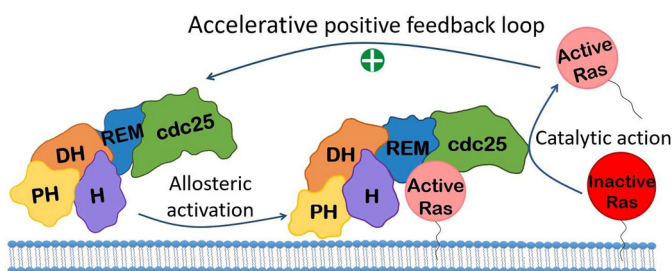 Accelerative positive feedback loop
Active
Ras
DH
REM
cdc25
PH
H
Allosteric
activation
DH
REM
cdc25
PH
H
Active
Ras
Catalytic action
Inactive
Ras